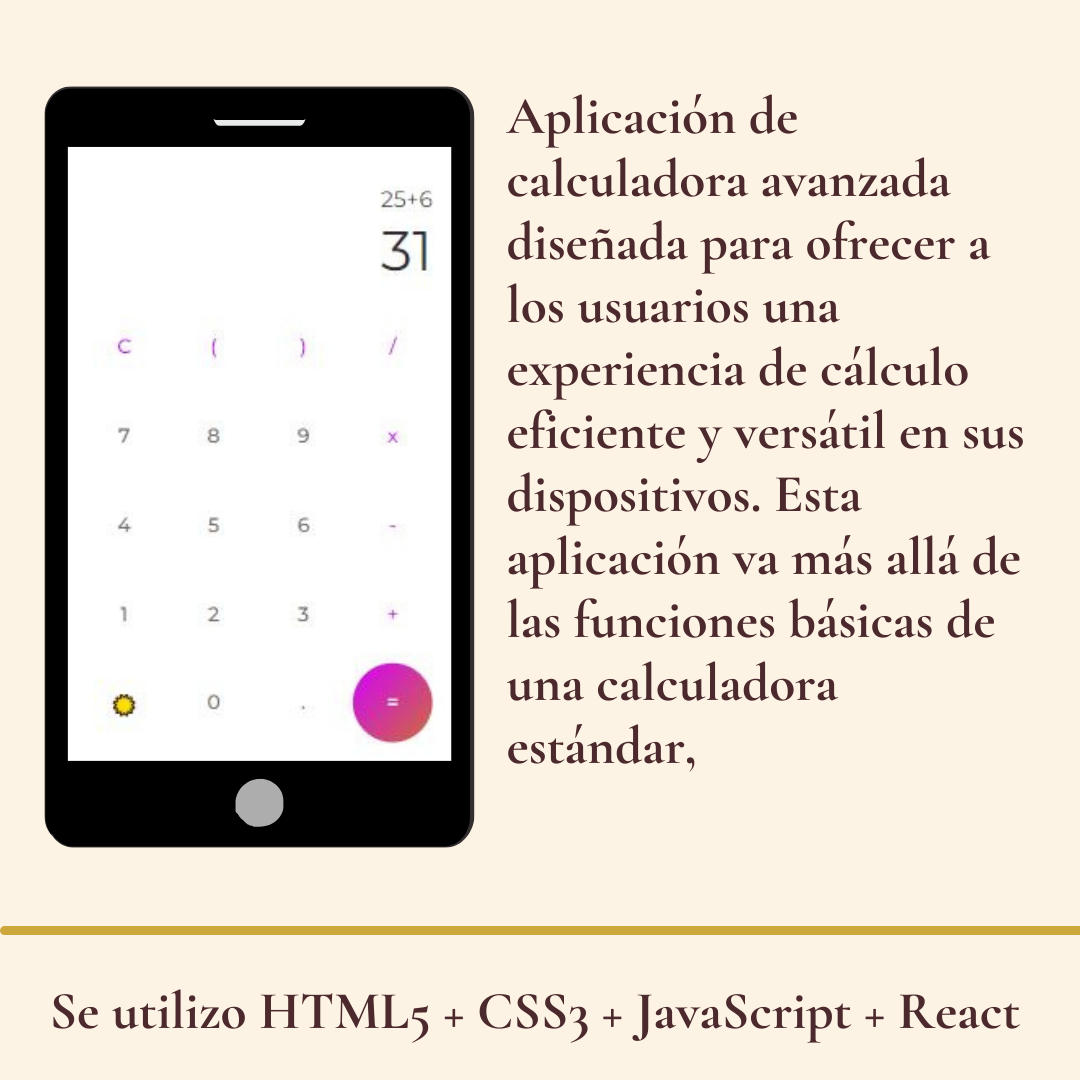 25+6
31
C ( ) /
7 8 9 x
4 5 6 -
1 2 3 +
0 . =
Aplicación de
calculadora avanzada
diseñada para ofrecer a
los usuarios una
experiencia de cálculo
eficiente y versátil en sus
dispositivos. Esta
aplicación va más allá de
las funciones básicas de
una calculadora
estándar,
Se utilizo HTML5 + CSS3 + JavaScript + React